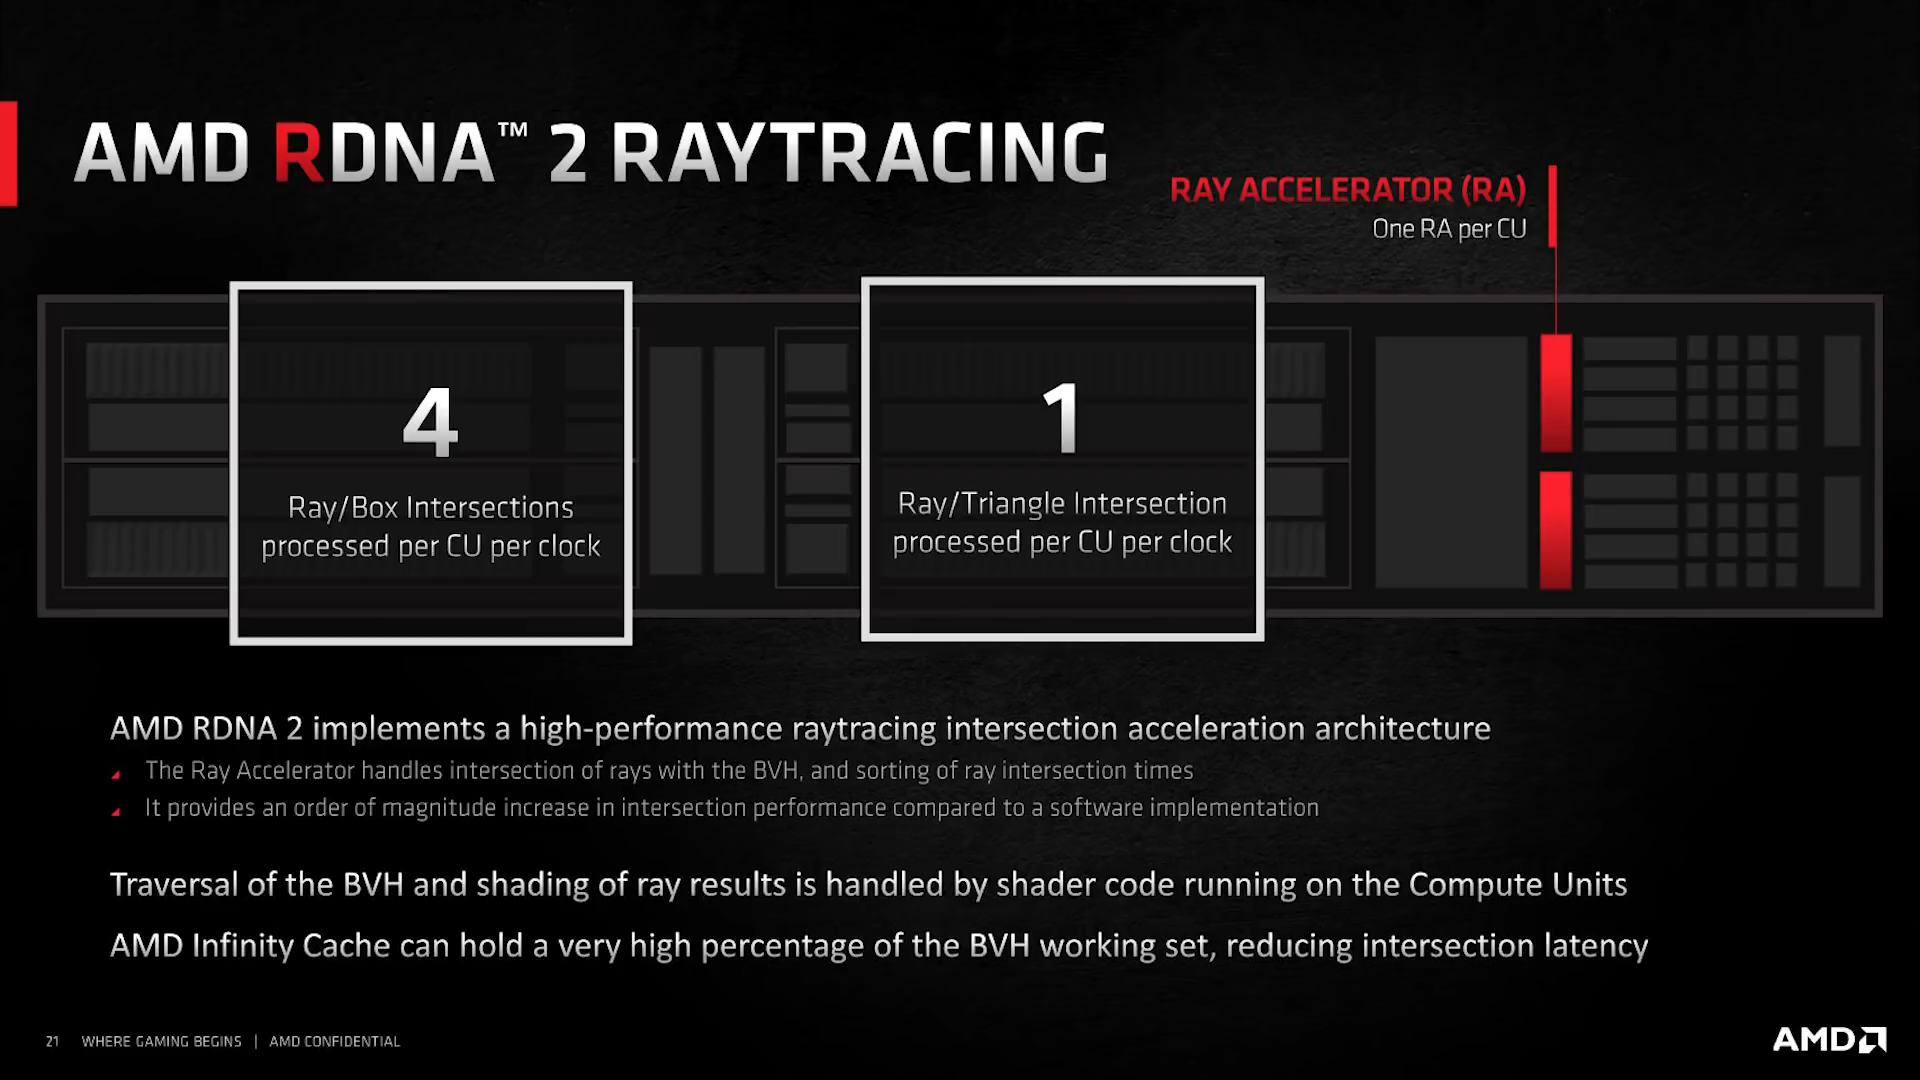 AMD RDNA™ 2 RAYTRACING
RAY ACCELERATOR (RA)
One RA per CU
4
Ray/Box Intersections
processed per CU per clock
1
Ray/Triangle Intersection
processed per CU per clock
AMD RDNA 2 implements a high-performance raytracing intersection acceleration architecture
The Ray Accelerator handles intersection of rays with the BVH, and sorting of ray intersection times
It provides an order of magnitude increase in intersection performance compared to a software implementation
Traversal of the BVH and shading of ray results is handled by shader code running on the Compute Units
AMD Infinity Cache can hold a very high percentage of the BVH working set, reducing intersection latency
21 WHERE GAMING BEGINS | AMD CONFIDENTIAL
AMD